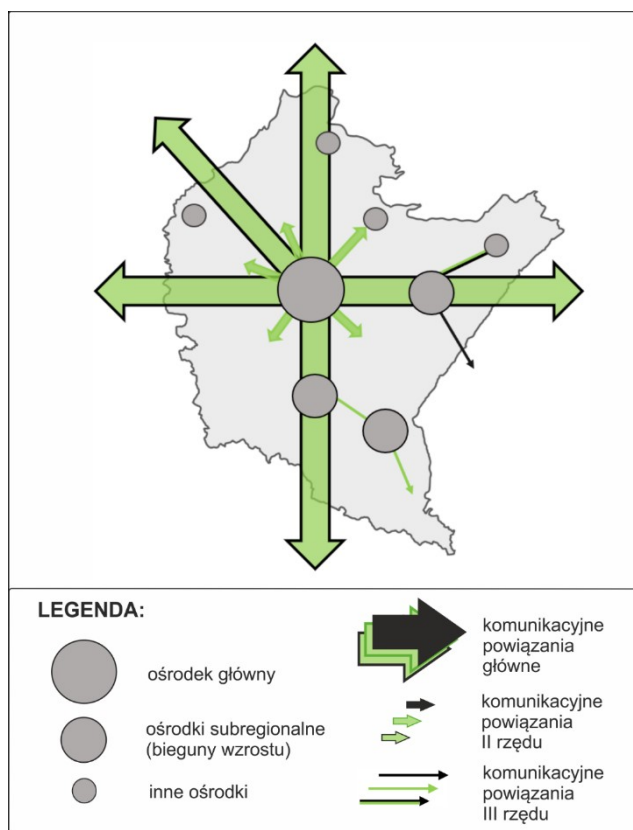 LEGENDA:
ośrodek główny
ośrodki subregionalne
(bieguny wzrostu)
inne ośrodki
komunikacyjne
powiązania
główne
komunikacyjne
powiązania
II rzędu
komunikacyjne
powiązania
III rzędu